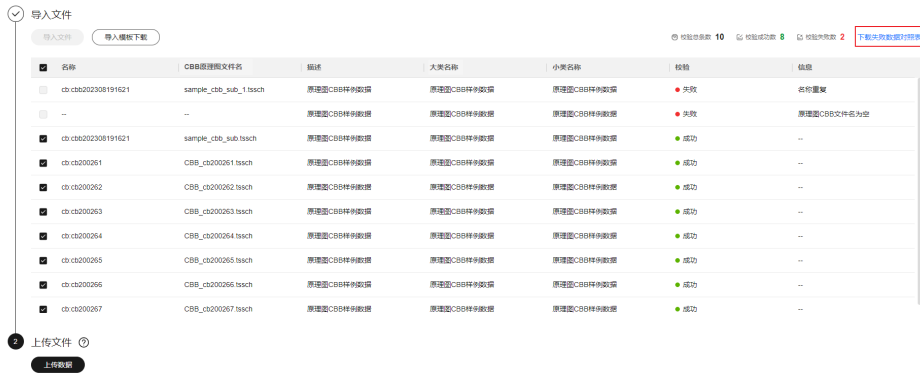 导入文件
导入文件 导入模板下载 校验总条数 10 校验成功数 8 校验失败数 2 下载失败数据对照表
名称 CBB原理图文件名 描述 大类名称 小类名称 校验 信息
cb:cbb202308191621 sample_cbb_sub_1.tssch 原理图CBB样例数据 原理图CBB样例数据 原理图CBB样例数据 失败 名称重复
-- -- 原理图CBB样例数据 原理图CBB样例数据 原理图CBB样例数据 失败 原理图CBB文件名为空
cb:cbb202308191621 sample_cbb_sub.tssch 原理图CBB样例数据 原理图CBB样例数据 原理图CBB样例数据 成功 --
cb:cb200261 CBB_cb200261.tssch 原理图CBB样例数据 原理图CBB样例数据 原理图CBB样例数据 成功 --
cb:cb200262 CBB_cb200262.tssch 原理图CBB样例数据 原理图CBB样例数据 原理图CBB样例数据 成功 --
cb:cb200263 CBB_cb200263.tssch 原理图CBB样例数据 原理图CBB样例数据 原理图CBB样例数据 成功 --
cb:cb200264 CBB_cb200264.tssch 原理图CBB样例数据 原理图CBB样例数据 原理图CBB样例数据 成功 --
cb:cb200265 CBB_cb200265.tssch 原理图CBB样例数据 原理图CBB样例数据 原理图CBB样例数据 成功 --
cb:cb200266 CBB_cb200266.tssch 原理图CBB样例数据 原理图CBB样例数据 原理图CBB样例数据 成功 --
cb:cb200267 CBB_cb200267.tssch 原理图CBB样例数据 原理图CBB样例数据 原理图CBB样例数据 成功 --
2 上传文件
上传数据